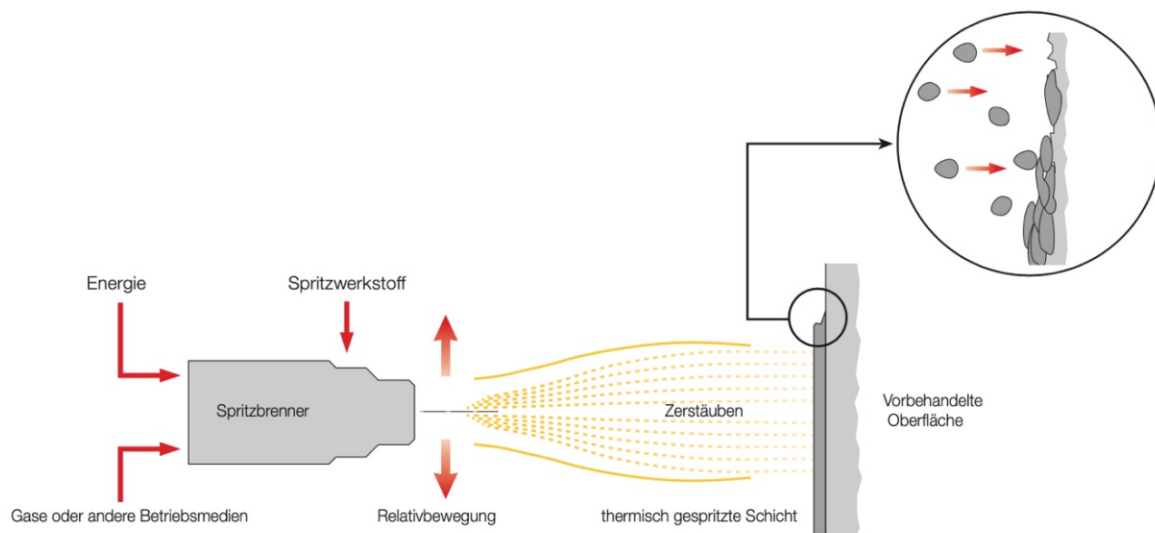 Energie
Spritzwerkstoff
Spritzbrenner
Zerstäuben
Vorbehandelte
Oberfläche
Gase oder andere Betriebsmedien
Relativbewegung
thermisch gespritzte Schicht